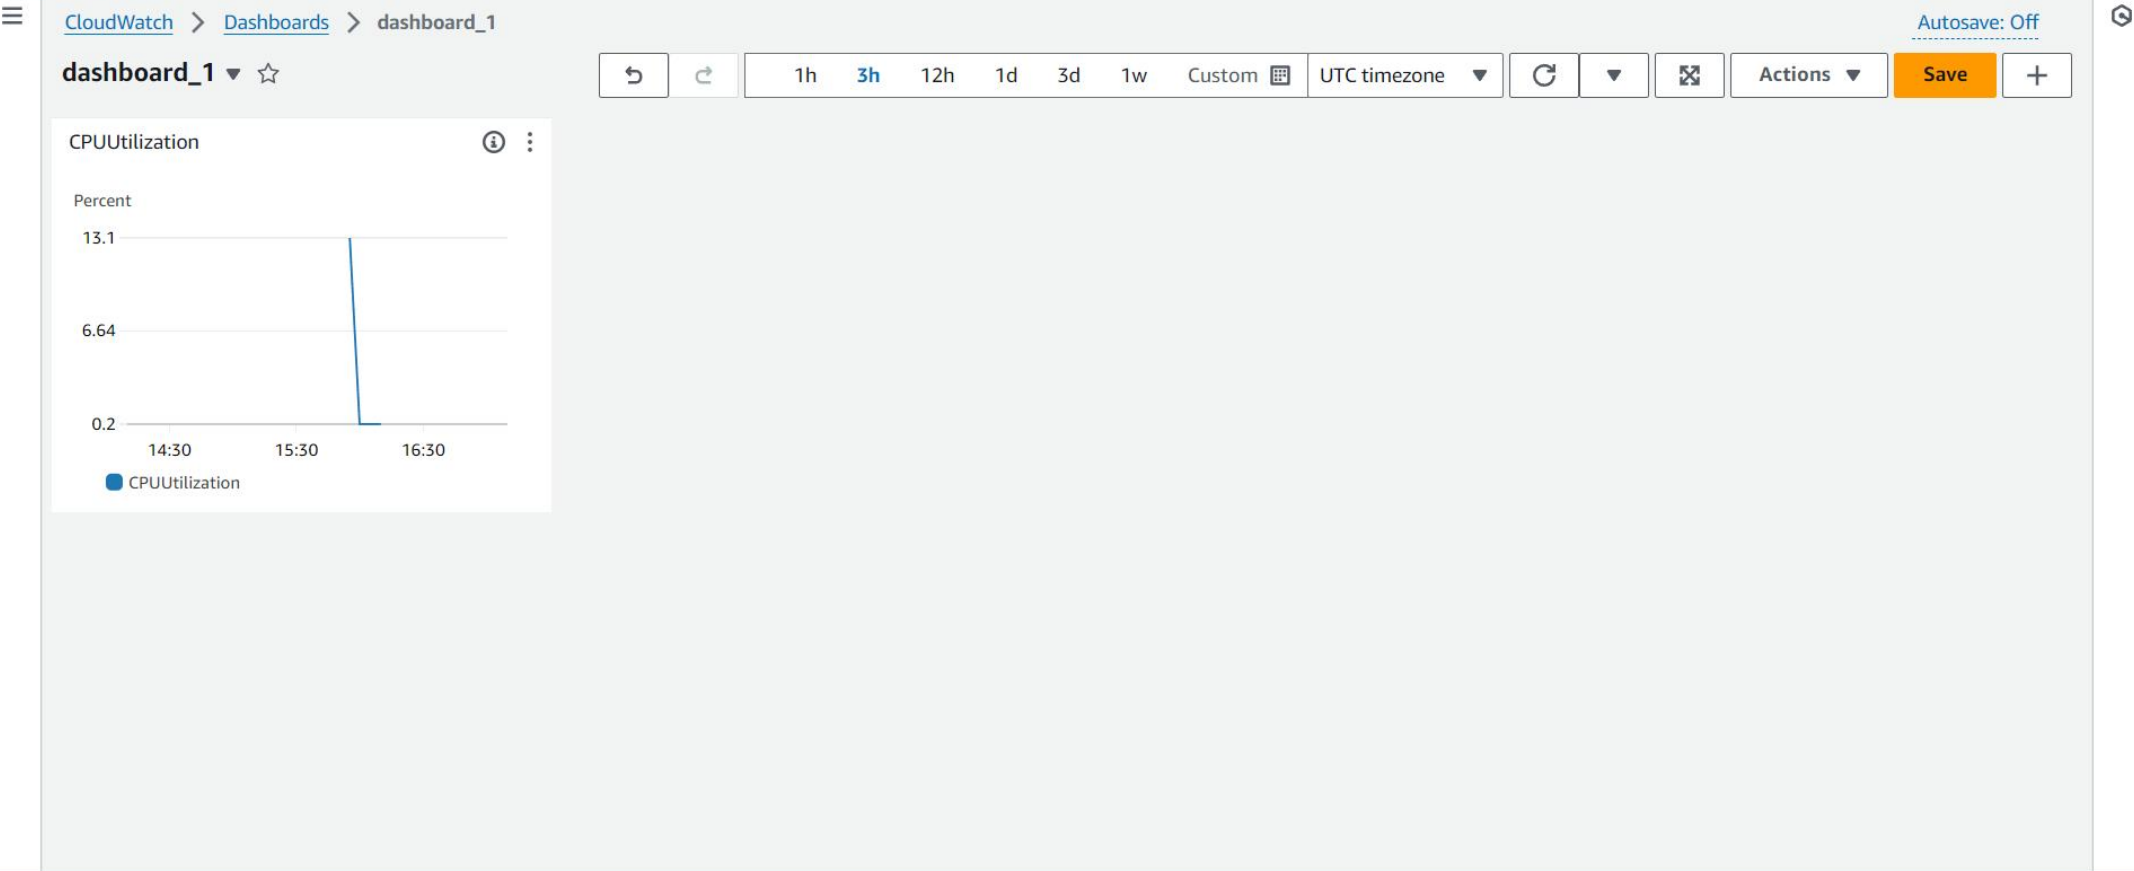 CloudWatch Dashboards dashboard_1 Autosave: Off
dashboard_1 1h 3h 12h 1d 3d 1w Custom UTC timezone Actions Save
CPUUtilization
Percent
13.1
6.64
0.2
14:30 15:30 16:30
CPUUtilization